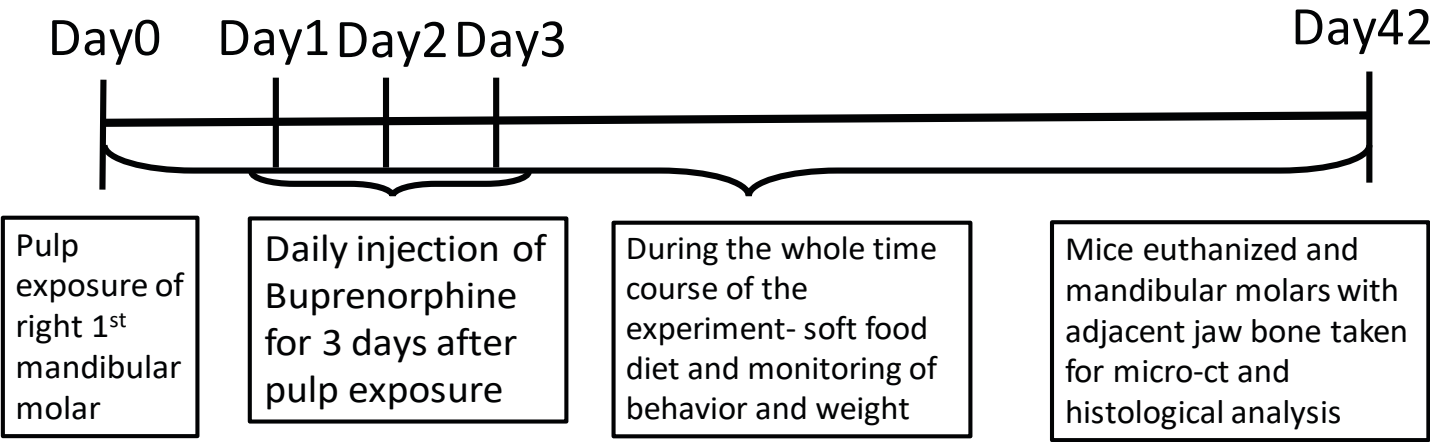 Day0
Day1
Day2
Day3
Day42
Pulp
exposure of
right 1st
mandibular
molar
Daily injection of
Buprenorphine
for 3 days after
pulp exposure
During the whole time
course of the
experiment- soft food
diet and monitoring of
behavior and weight
Mice euthanized and
mandibular molars with
adjacent jaw bone taken
for micro-ct and
histological analysis